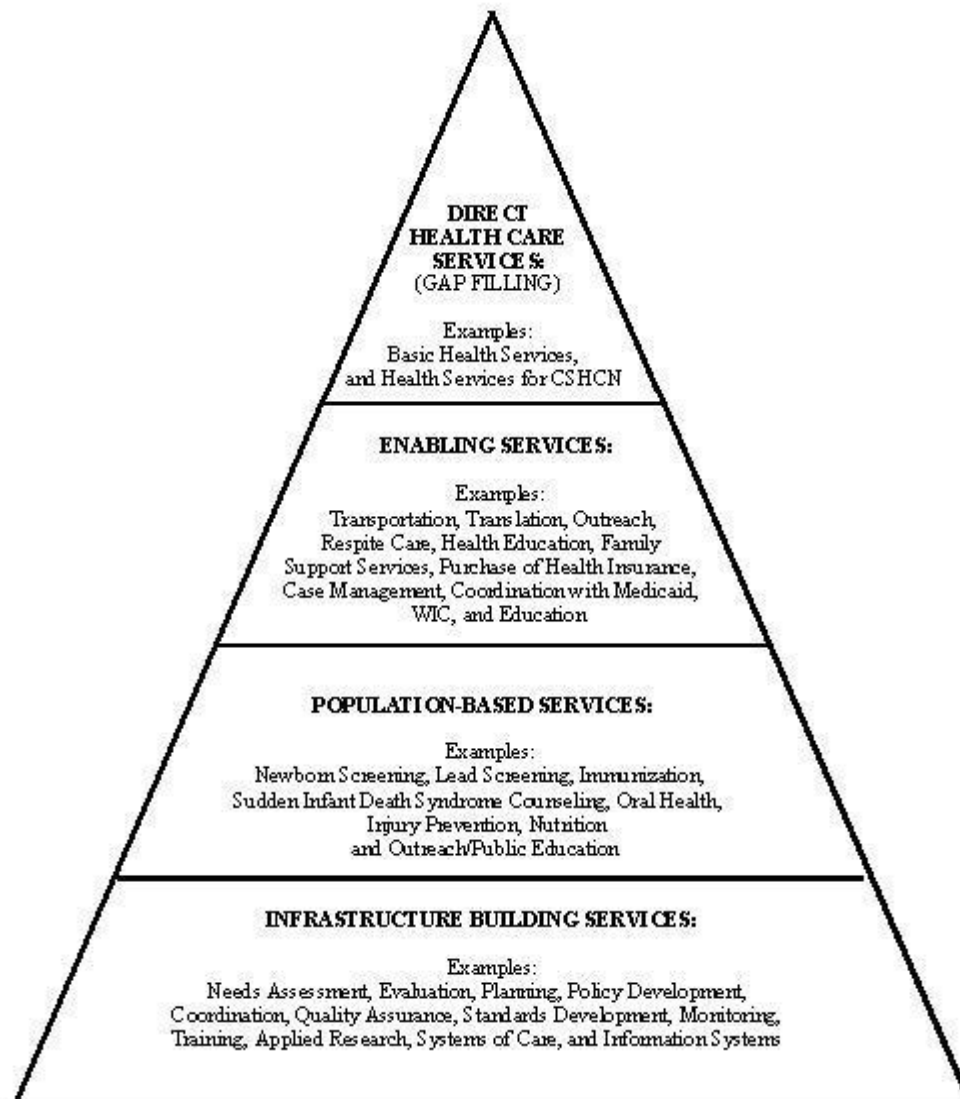 DIRECT
HEALTH CARE
SERVICES:
(GAP FILLING)
Examples:
Basic Health Services,
and Health Services for CSHCN
ENABLING SERVICES:
Examples:
Transportation, Translation, Outreach,
Respite Care, Health Education, Family
Support Services, Purchase of Health Insurance,
Case Management, Coordination with Medicaid,
WIC, and Education
POPULATION-BASED SERVICES:
Examples:
Newborn Screening, Lead Screening, Immunization,
Sudden Infant Death Syndrome Counseling, Oral Health,
Injury Prevention, Nutrition
and Outreach/Public Education
INFRASTRUCTURE BUILDING SERVICES:
Examples:
Needs Assessment, Evaluation, Planning, Policy Development,
Coordination, Quality Assurance, Standards Development, Monitoring,
Training, Applied Research, Systems of Care, and Information Systems